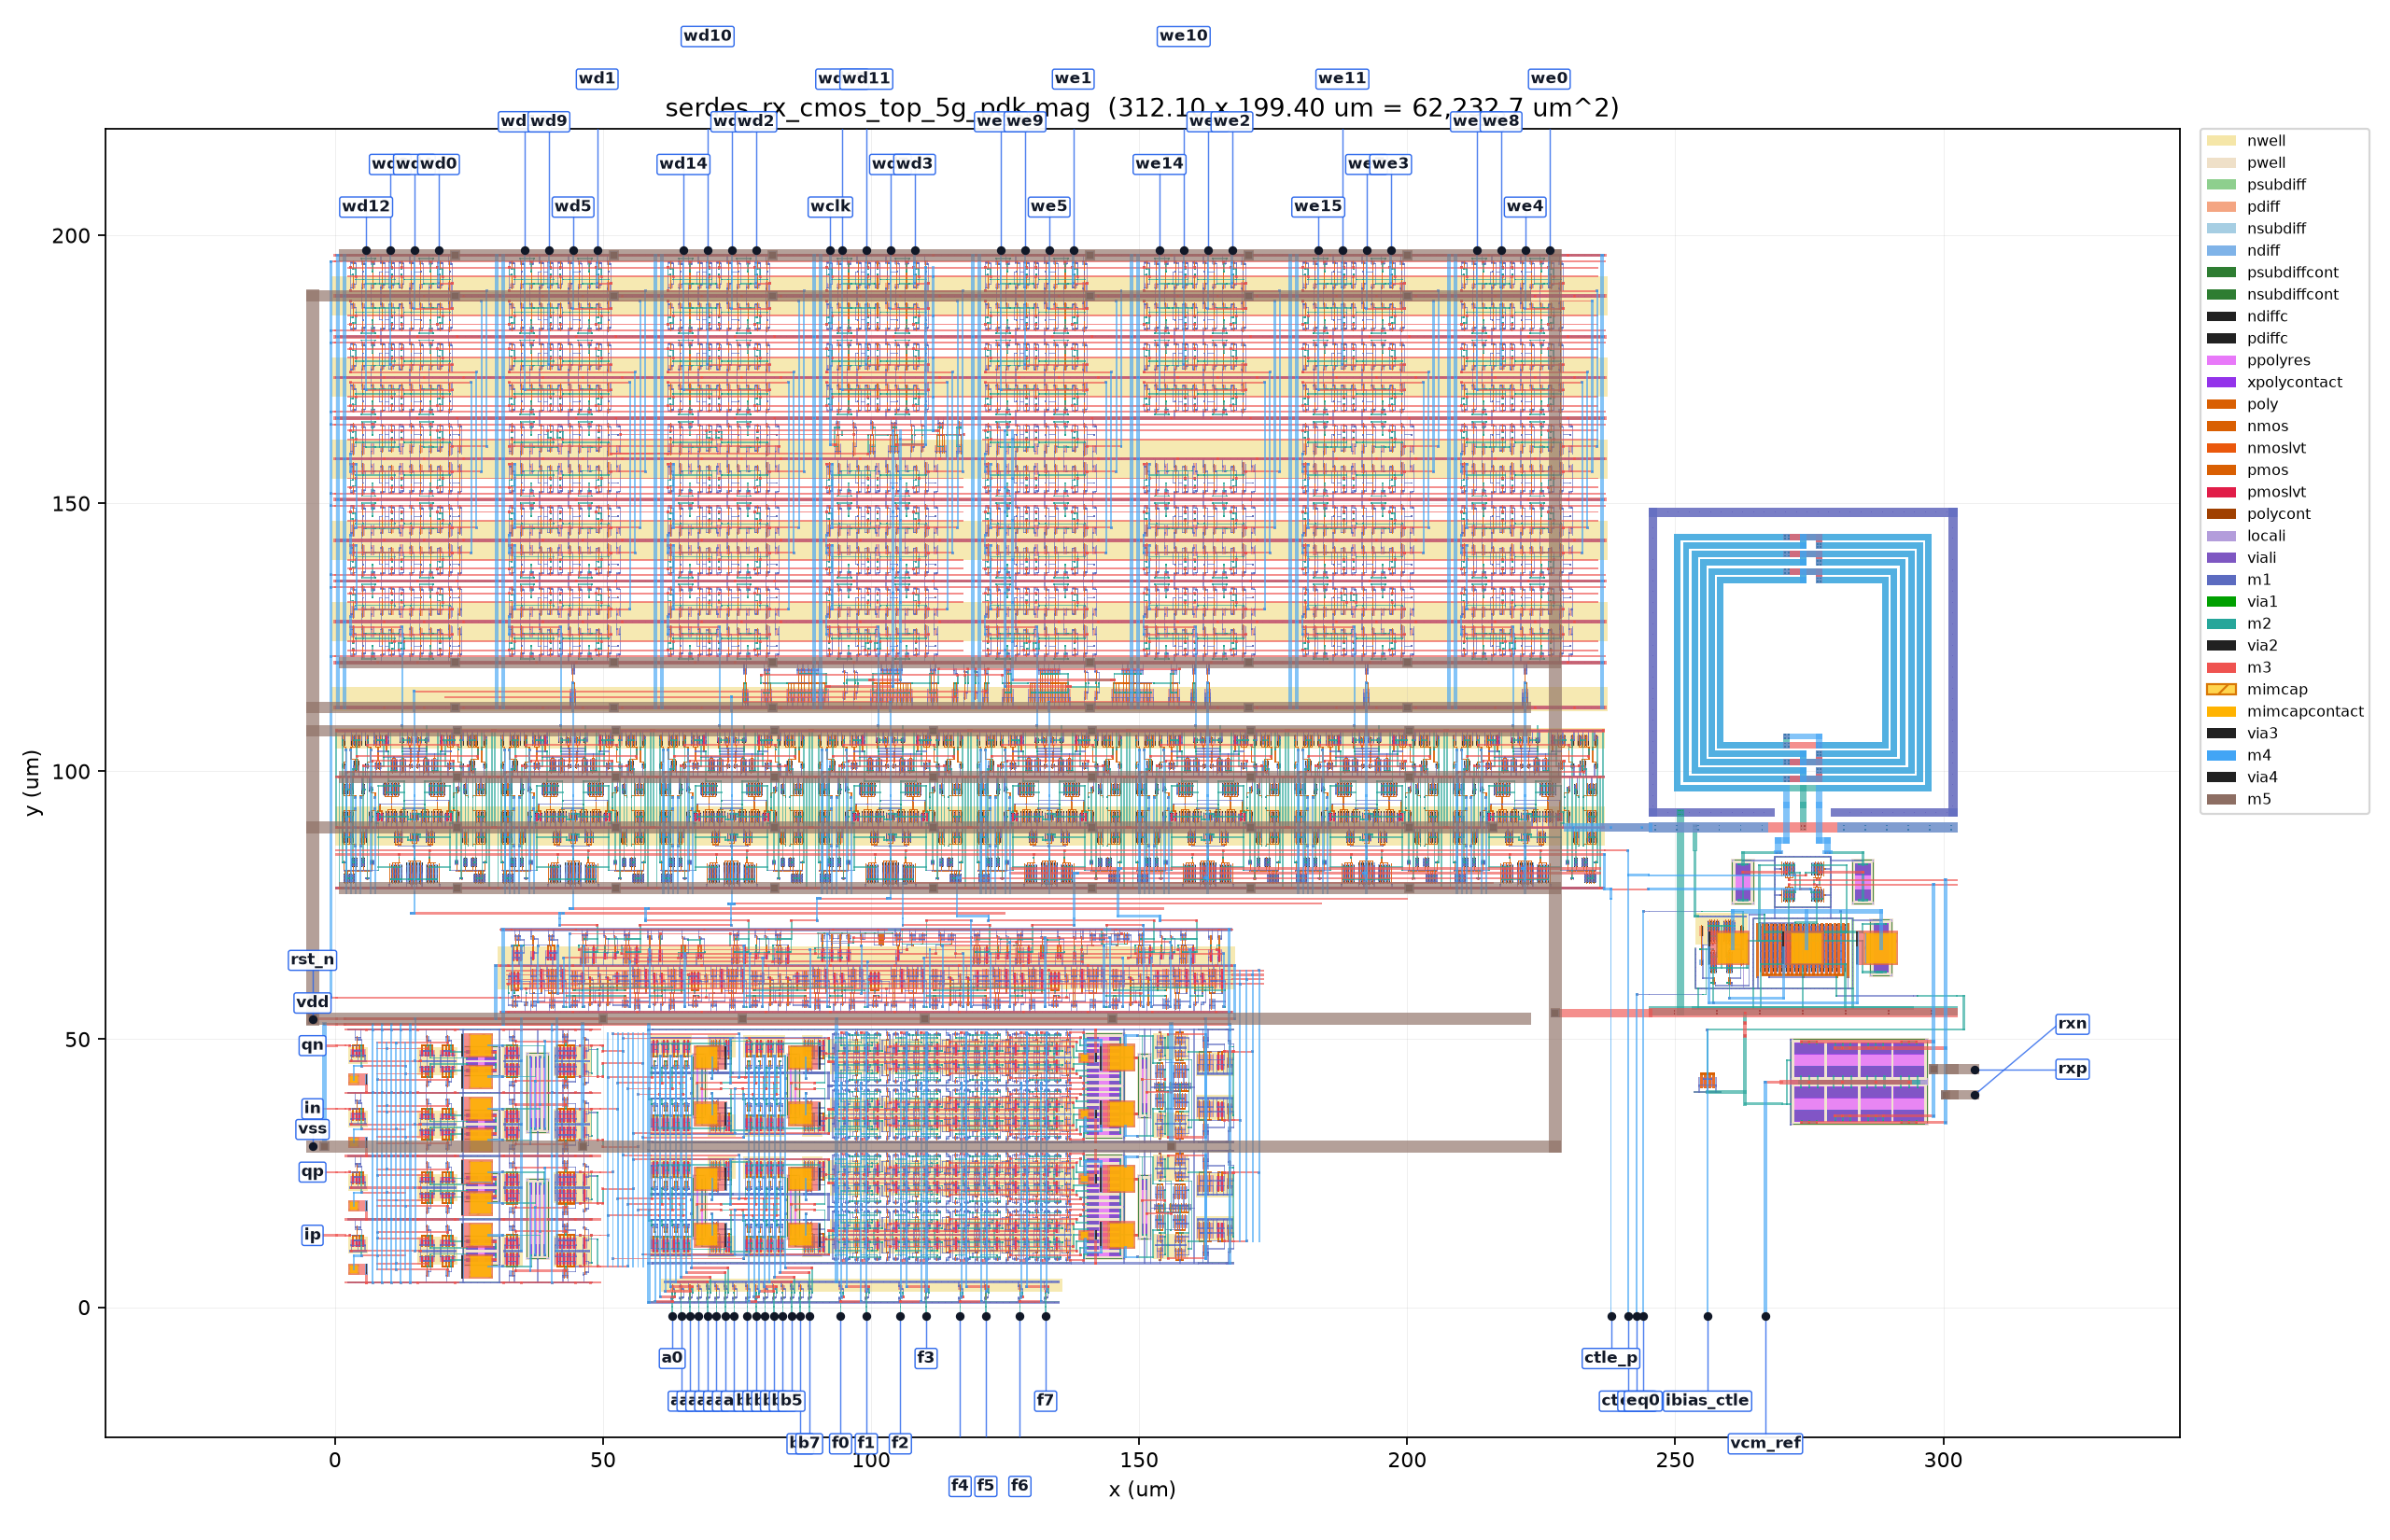 wd10 we10
wd1 wd11 we1 we11 we0
serdes_rx_cmos_top_5g_pdk.mag (312.10 x 199.40 um = 62,232.7 um^2)
wd9 wd2 we9 we2 we8
wd0 wd14 wd3 we14 we3
wd12 wd5 wclk we5 we15 we4
nwell
pwell
psubdiff
pdiff
nsubdiff
ndiff
psubdiffcont
nsubdiffcont
ndiffc
pdiffc
ppolyres
xpolycontact
poly
nmos
nmoslvt
pmos
pmoslvt
polycont
locali
viali
m1
via1
m2
via2
m3
mimcap
mimcapcontact
via3
m4
via4
m5
200
150
100
50
0
y (um)
rst_n
vdd
qn
in
vss
qp
ip
rxn
rxp
a0 f3 ctle_p
b5 f7 eq0 ibias_ctle
b7 f0 f1 f2 vcm_ref
0 50 100 150 200 250 300
f4 f5 f6
x (um)